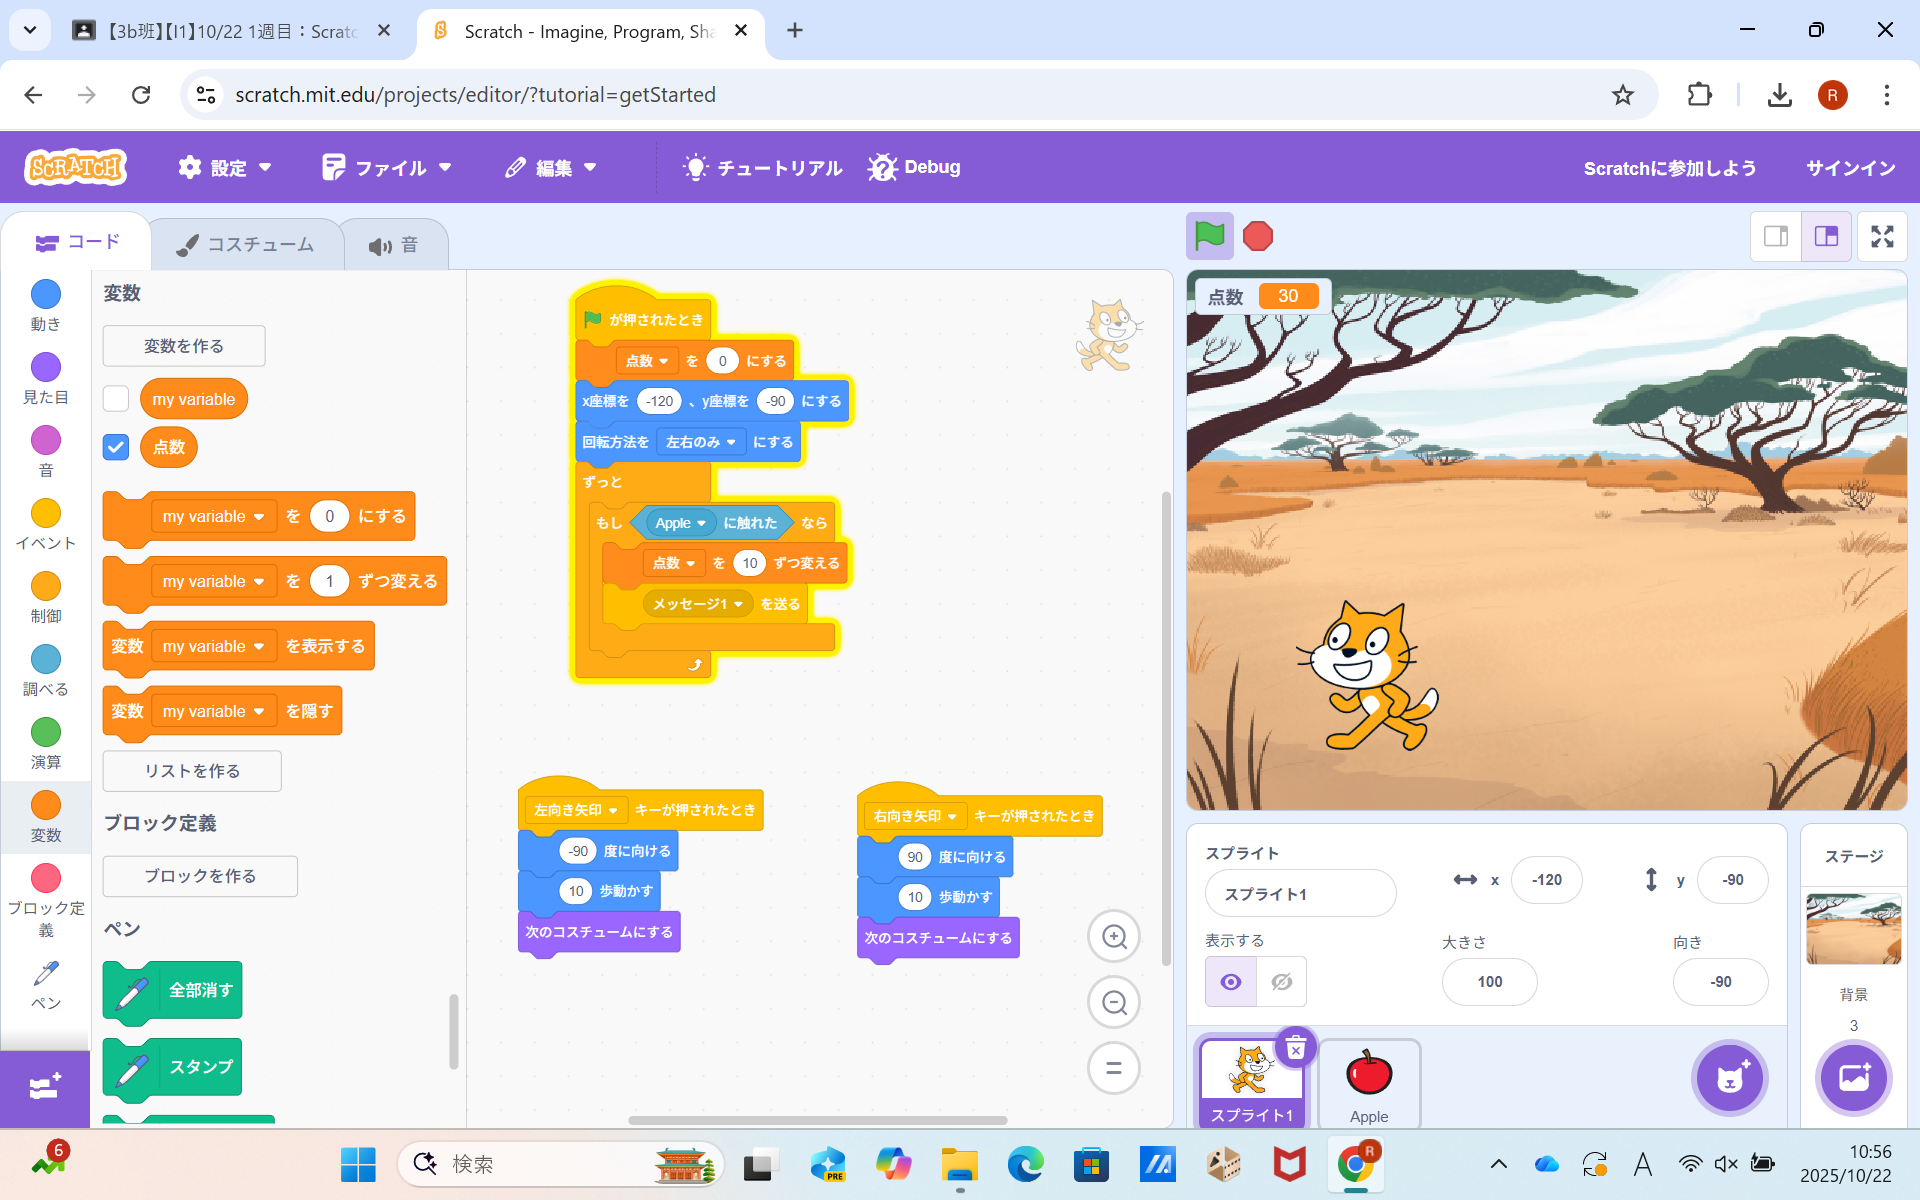 【3b班】【I1】10/22 1週目：Scratc
Scratch - Imagine, Program, Sha
scratch.mit.edu/projects/editor/?tutorial=getStarted
R
SCRATCH
設定
ファイル
編集
チュートリアル
Debug
Scratchに参加しよう
サインイン
コード
コスチューム
音
動き
見た目
音
イベント
制御
調べる
演算
変数
ブロック定
義
ペン
変数
変数を作る
my variable
点数
my variable を 0 にする
my variable を 1 ずつ変える
変数 my variable を表示する
変数 my variable を隠す
リストを作る
ブロック定義
ブロックを作る
ペン
全部消す
スタンプ
が押されたとき
点数 を 0 にする
x座標を -120 、y座標を -90 にする
回転方法を 左右のみ にする
ずっと
もし Apple に触れた なら
点数 を 10 ずつ変える
メッセージ1 を送る
左向き矢印 キーが押されたとき
-90 度に向ける
10 歩動かす
次のコスチュームにする
右向き矢印 キーが押されたとき
90 度に向ける
10 歩動かす
次のコスチュームにする
点数 30
スプライト
スプライト1
x -120
y -90
表示する
大きさ
100
向き
-90
スプライト1
Apple
ステージ
背景
3
6
検索
PRE
R
A
10:56
2025/10/22